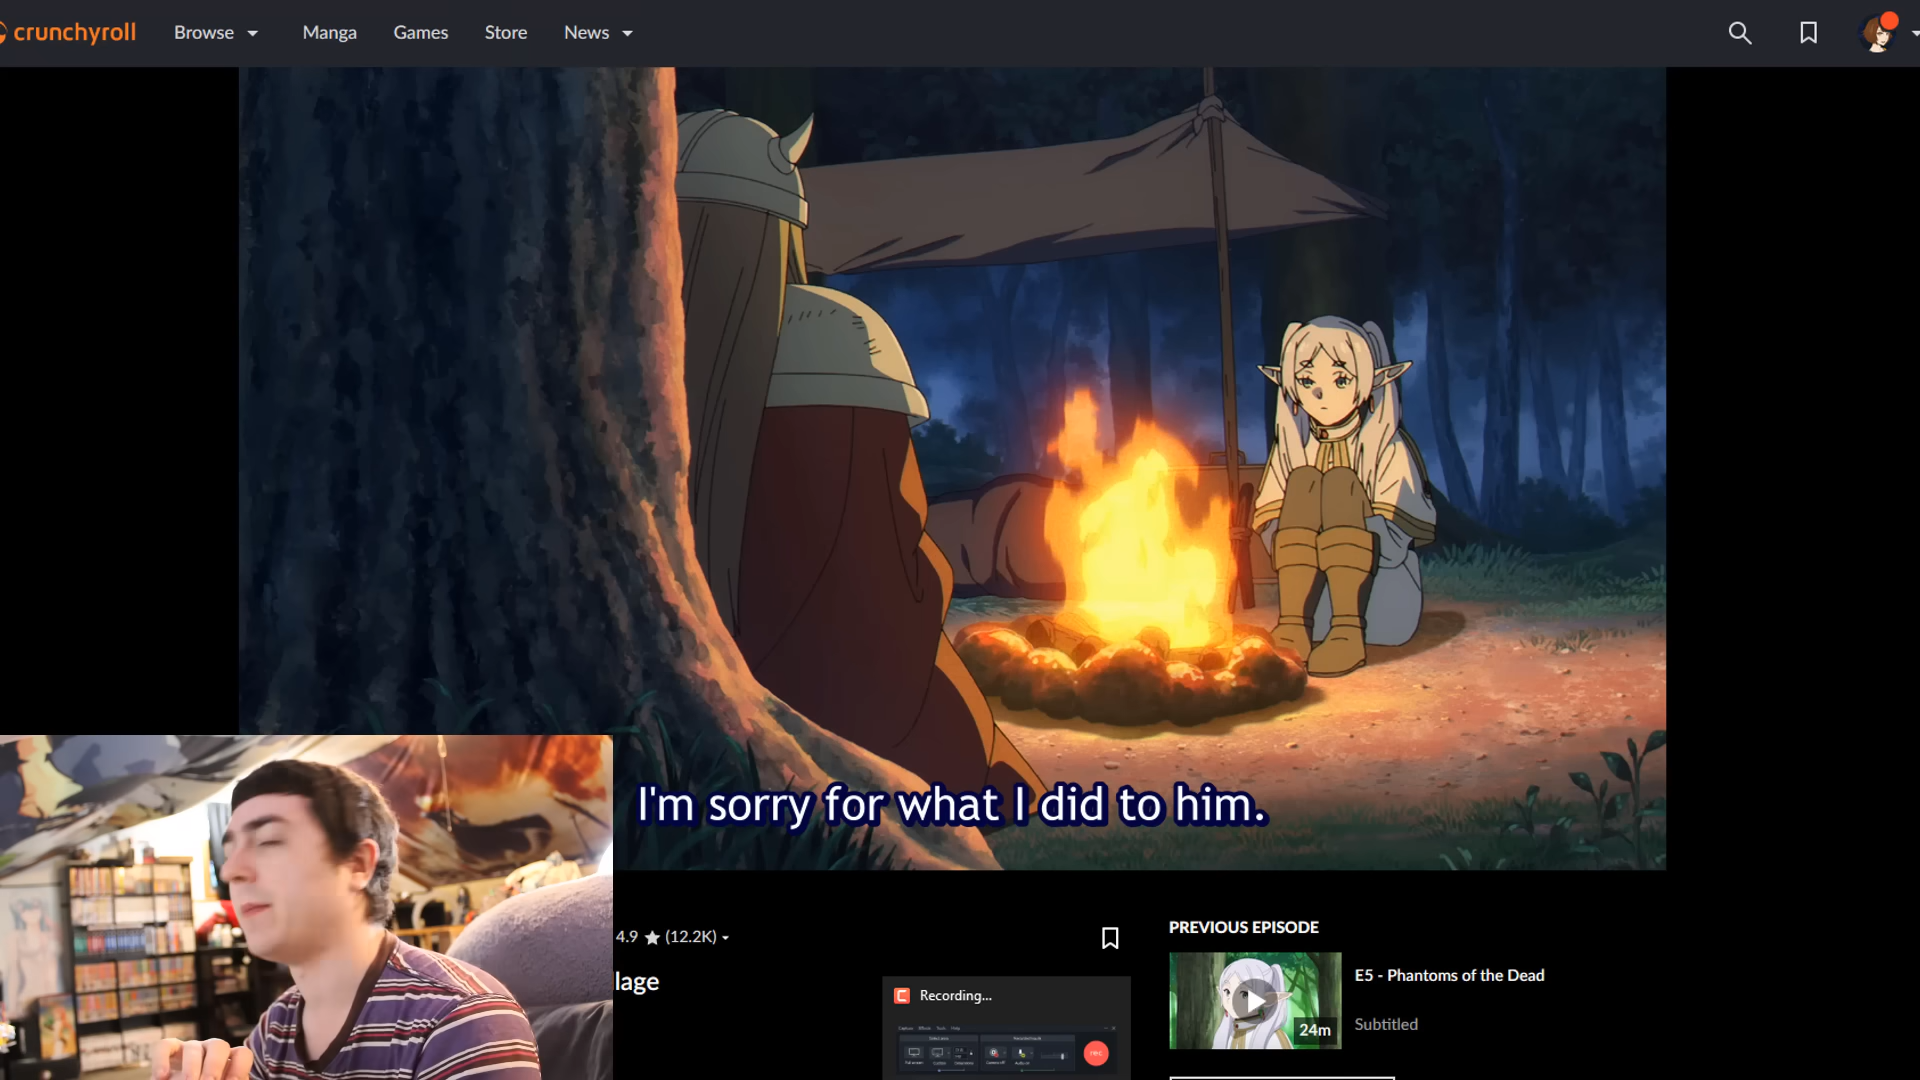 crunchyroll
Browse
Manga
Games
Store
News
I'm sorry for what I did to him.
4.9 ★ (12.2K)
lage
Recording...
rec
PREVIOUS EPISODE
E5 - Phantoms of the Dead
24m
Subtitled